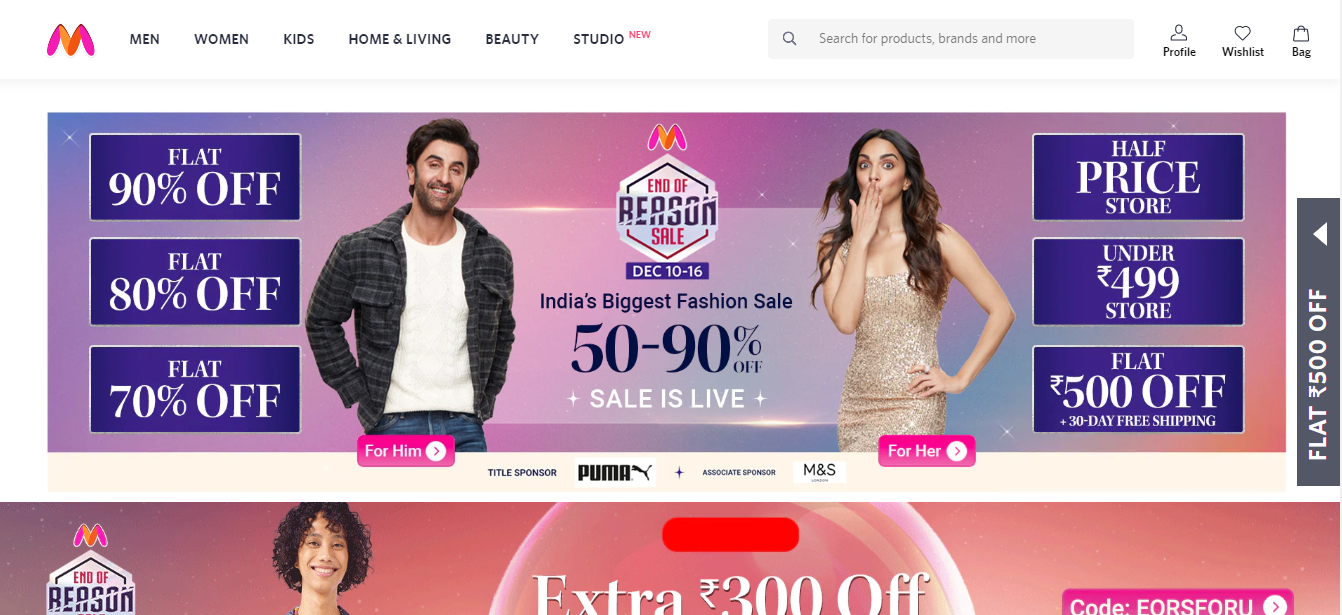 MEN
WOMEN
KIDS
HOME & LIVING
BEAUTY
STUDIO NEW
Search for products, brands and more
Profile
Wishlist
Bag
FLAT
90% OFF
FLAT
80% OFF
FLAT
70% OFF
For Him
END OF
REASON
SALE
DEC 10-16
India's Biggest Fashion Sale
50-90%
OFF
SALE IS LIVE
For Her
HALF
PRICE
STORE
UNDER
₹499
STORE
FLAT
₹500 OFF
+ 30-DAY FREE SHIPPING
FLAT ₹500 OFF
TITLE SPONSOR
PUMA
ASSOCIATE SPONSOR
M&S
LONDON
END OF
REASON
Extra ₹300 Off
Code: EORSFORU